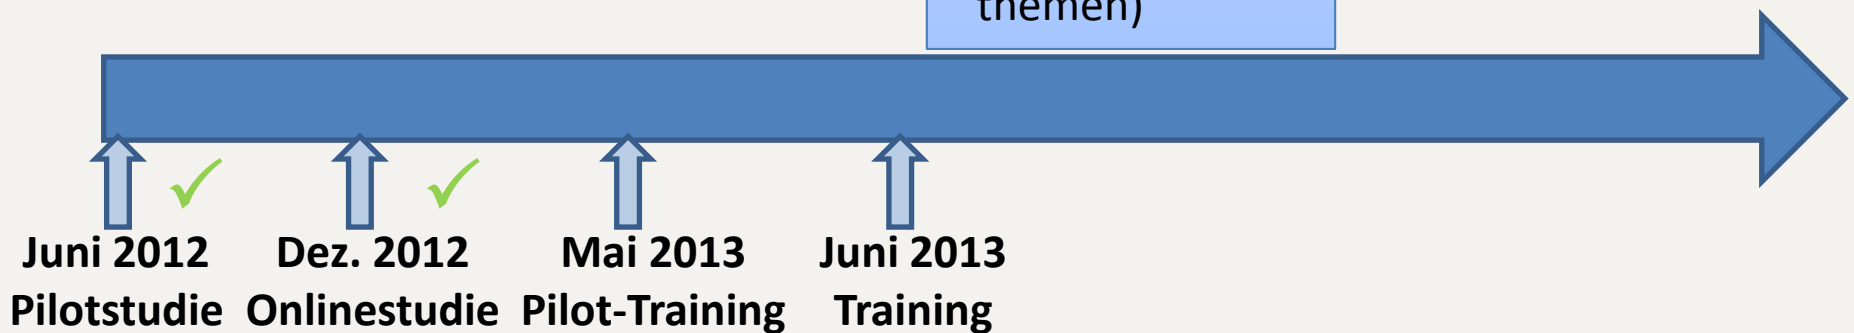 themen)
Juni 2012 Dez. 2012 Mai 2013 Juni 2013
Pilotstudie Onlinestudie Pilot-Training Training